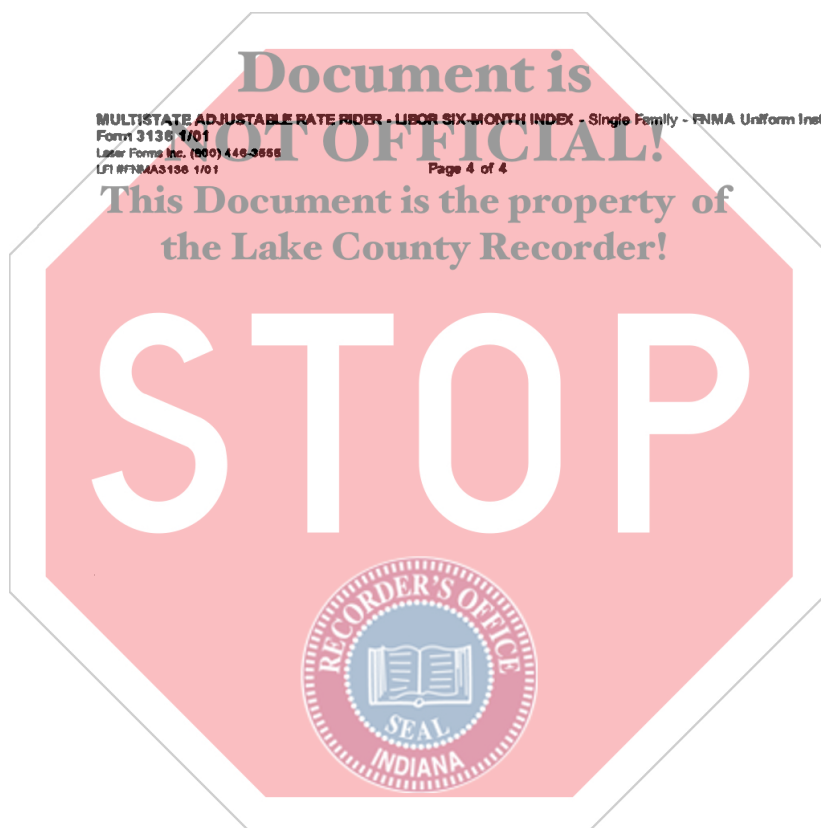 Document is
MULTISTATE ADJUSTABLE RATE RIDER - LIBOR SIX-MONTH INDEX - Single Family - FNMA Uniform Inst
Form 3136 1/01
NOT OFFICIAL!
Laser Forms Inc. (800) 446-3555
LFI #FNMA3136 1/01 Page 4 of 4
This Document is the property of
the Lake County Recorder!
STOP
RECORDER'S OFFICE
SEAL
INDIANA